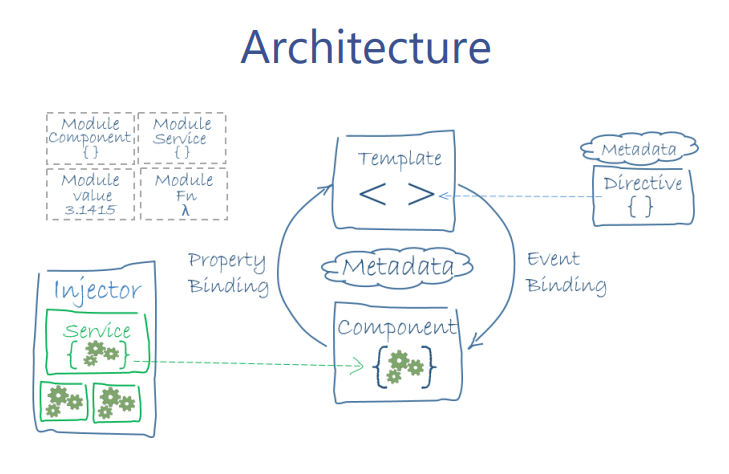 Architecture
Module
Component
{ }
Module
Service
{ }
Module
value
3.1415
Module
Fn
λ
Template
< >
Metadata
Directive
{ }
Property
Binding
Metadata
Event
Binding
Injector
Service
{ }
Component
{ }